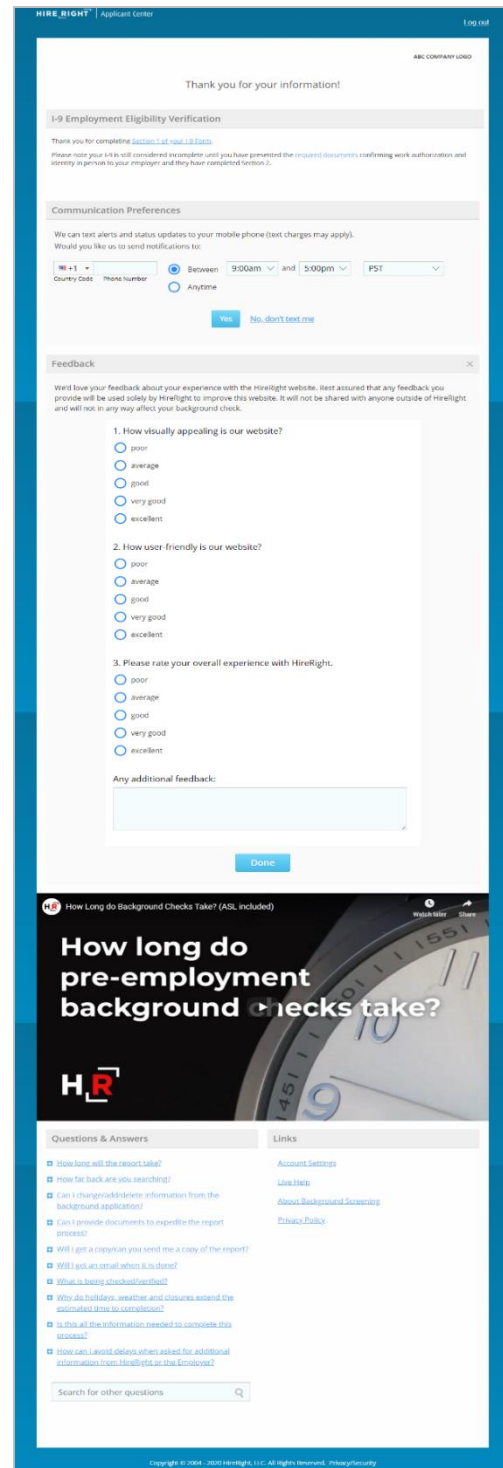 HIRE RIGHT | Applicant Center
Log out
ABC COMPANY LOGO
Thank you for your information!
I-9 Employment Eligibility Verification
Thank you for completing Section 1 of your I-9 Form.
Please note your I-9 is still considered incomplete until you have presented the required documents confirming work authorization and
identity in person to your employer and they have completed Section 2.
Communication Preferences
We can text alerts and status updates to your mobile phone (text charges may apply).
Would you like us to send notifications to:
+1 Between 9:00am and 5:00pm PST
Country Code Phone Number
Anytime
Yes No, don't text me
Feedback
We'd love your feedback about your experience with the HireRight website. Rest assured that any feedback you
provide will be used solely by HireRight to improve this website. It will not be shared with anyone outside of HireRight
and will not in any way affect your background check.
1. How visually appealing is our website?
poor
average
good
very good
excellent
2. How user-friendly is our website?
poor
average
good
very good
excellent
3. Please rate your overall experience with HireRight.
poor
average
good
very good
excellent
Any additional feedback:
Done
HR How Long do Background Checks Take? (ASL included)
Watch later Share
How long do
pre-employment
background checks take?
HR
1551
11
10
9
1451
Questions & Answers
How long will the report take?
How far back are you searching?
Can I change/add/delete information from the
background application?
Can I provide documents to expedite the report
process?
Will I get a copy/can you send me a copy of the report?
Will I get an email when it is done?
What is being checked/verified?
Why do holidays, weather and closures extend the
estimated time to completion?
Is this all the information needed to complete this
process?
How can I avoid delays when asked for additional
information from HireRight or the Employer?
Search for other questions
Links
Account Settings
Live Help
About Background Screening
Privacy Policy
Copyright © 2004 - 2020 HireRight, LLC. All Rights Reserved. Privacy/Security